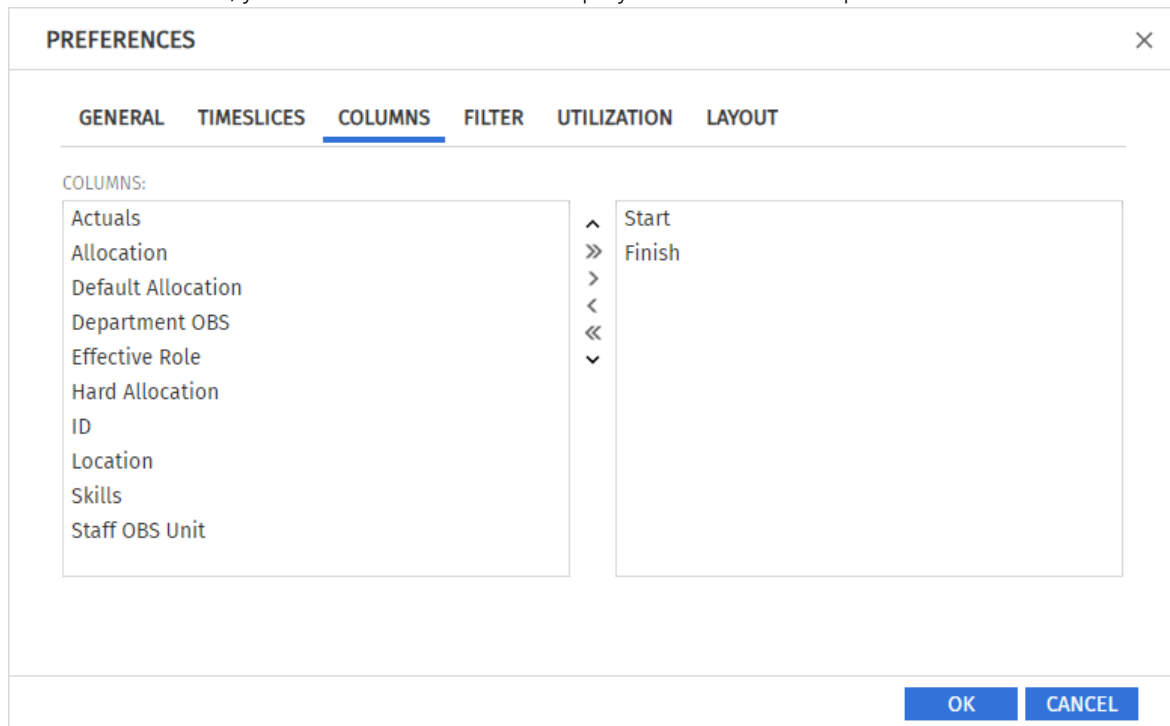 PREFERENCES
GENERAL TIMESLICES COLUMNS FILTER UTILIZATION LAYOUT
COLUMNS:
Actuals
Allocation
Default Allocation
Department OBS
Effective Role
Hard Allocation
ID
Location
Skills
Staff OBS Unit
Start
Finish
OK CANCEL